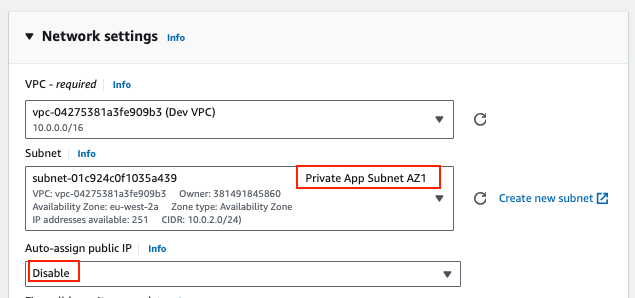 Network settings Info
VPC - required Info
vpc-04275381a3fe909b3 (Dev VPC)
10.0.0.0/16
Subnet Info
subnet-01c924c0f1035a439 Private App Subnet AZ1
VPC: vpc-04275381a3fe909b3 Owner: 381491845860
Availability Zone: eu-west-2a Zone type: Availability Zone
IP addresses available: 251 CIDR: 10.0.2.0/24)
Create new subnet
Auto-assign public IP Info
Disable